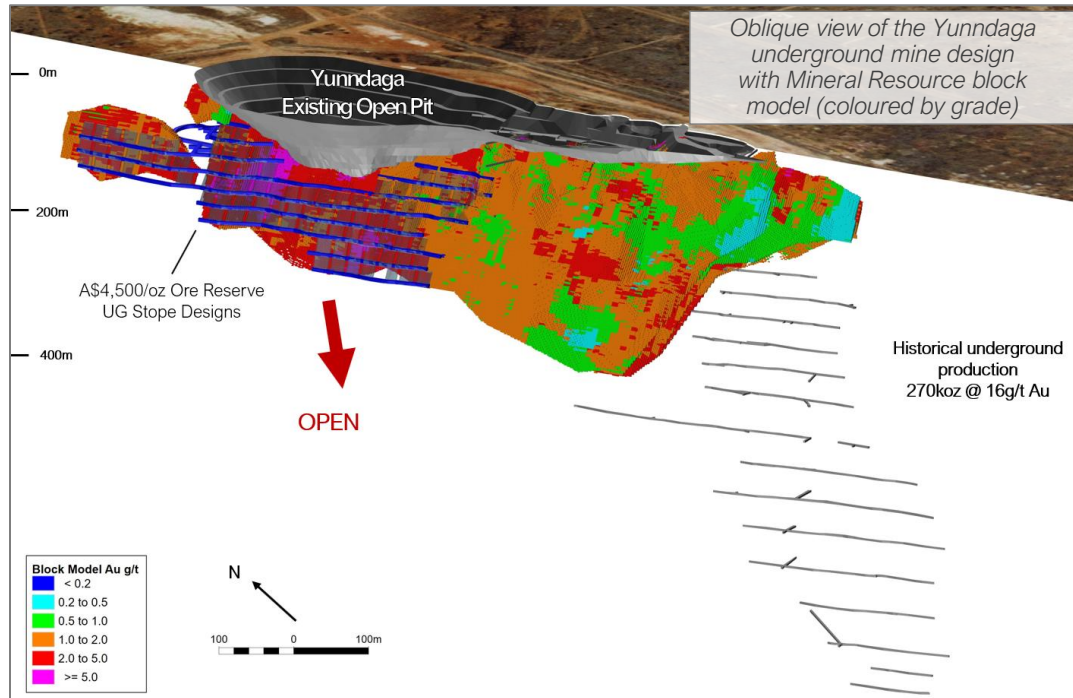 Oblique view of the Yunndaga
underground mine design
with Mineral Resource block
model (coloured by grade)
0m
Yunndaga
Existing Open Pit
200m
A$4,500/oz Ore Reserve
UG Stope Designs
400m
OPEN
Historical underground
production
270koz @ 16g/t Au
Block Model Au g/t
< 0.2
0.2 to 0.5
0.5 to 1.0
1.0 to 2.0
2.0 to 5.0
>= 5.0
N
100 0 100m